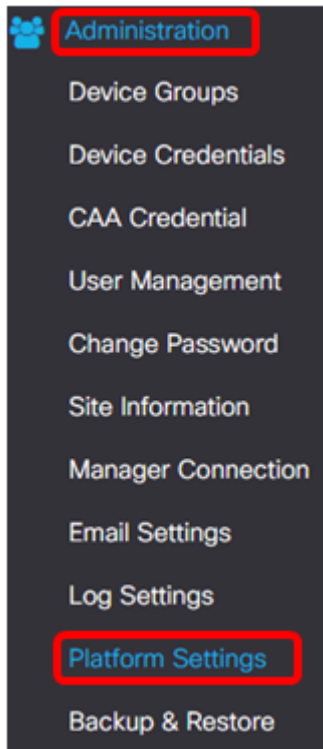 Administration
Device Groups
Device Credentials
CAA Credential
User Management
Change Password
Site Information
Manager Connection
Email Settings
Log Settings
Platform Settings
Backup & Restore